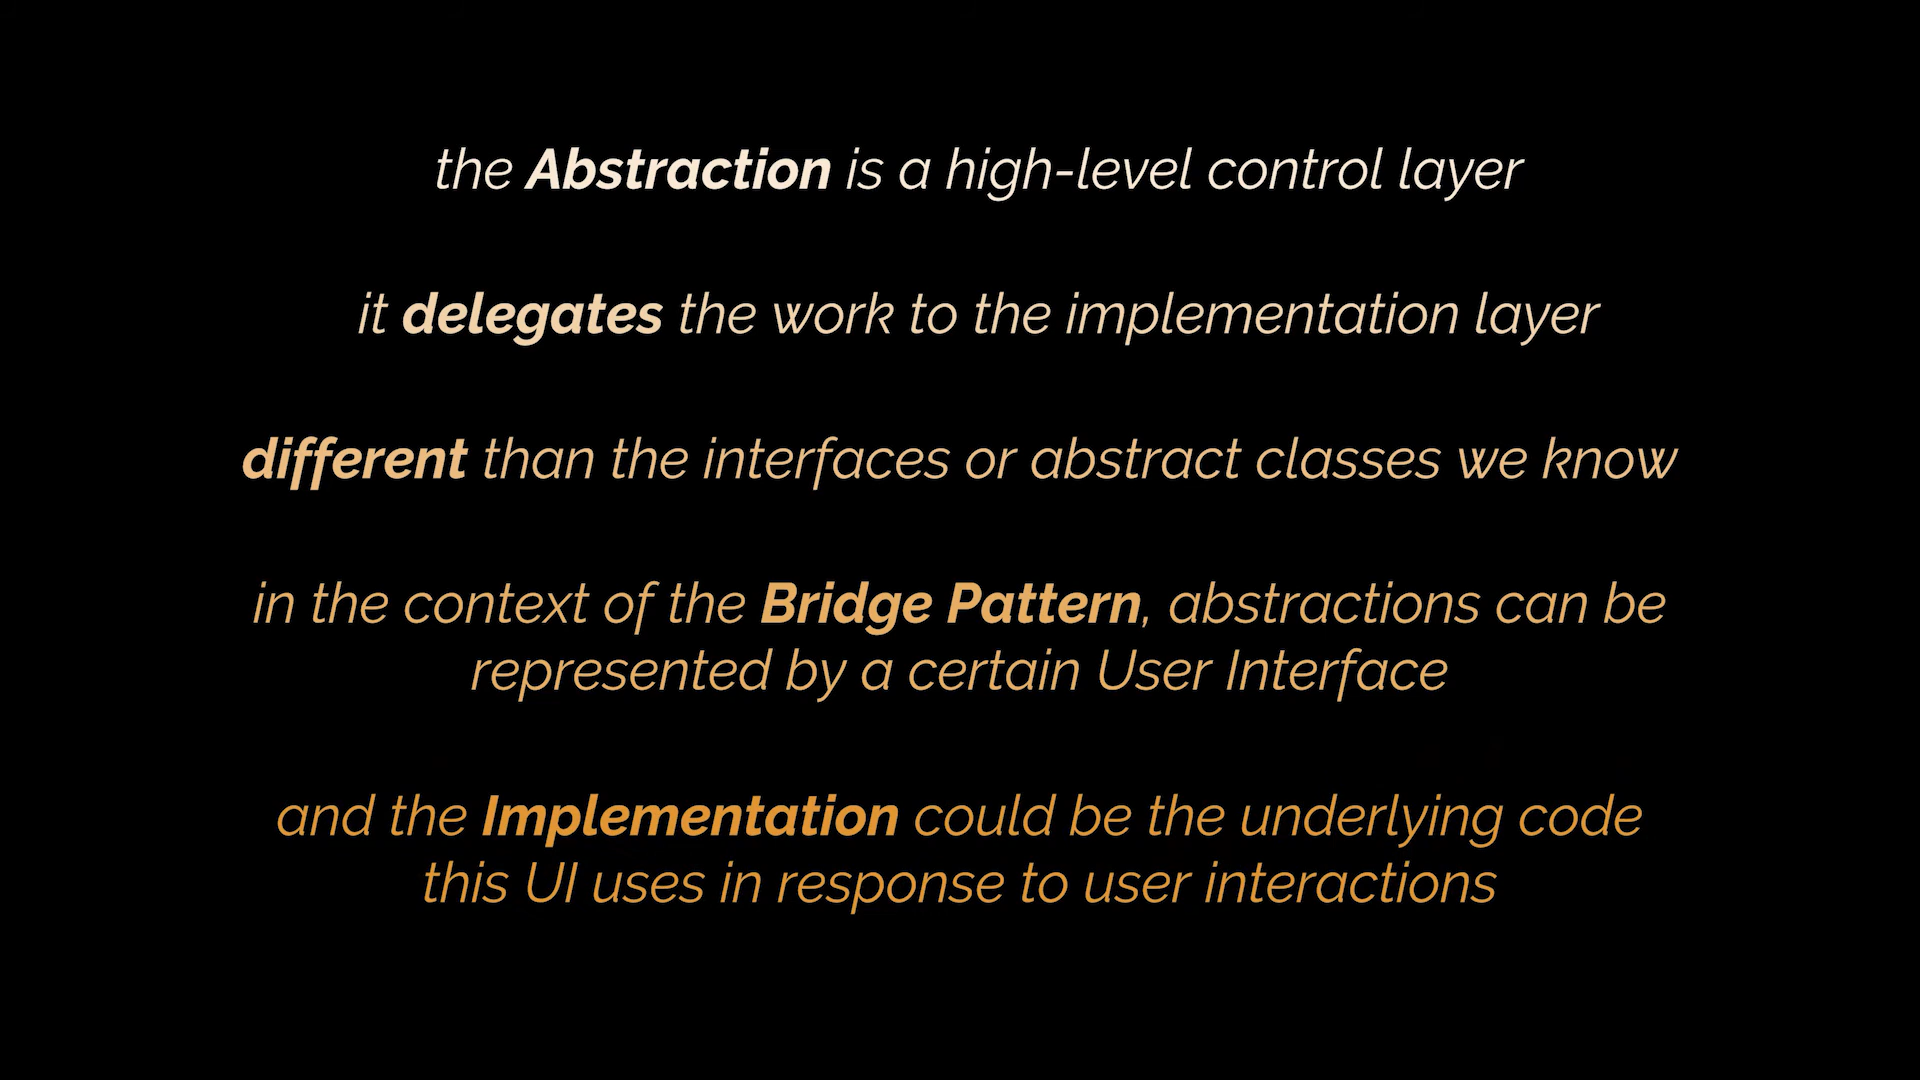 the Abstraction is a high-level control layer
it delegates the work to the implementation layer
different than the interfaces or abstract classes we know
in the context of the Bridge Pattern, abstractions can be
represented by a certain User Interface
and the Implementation could be the underlying code
this UI uses in response to user interactions